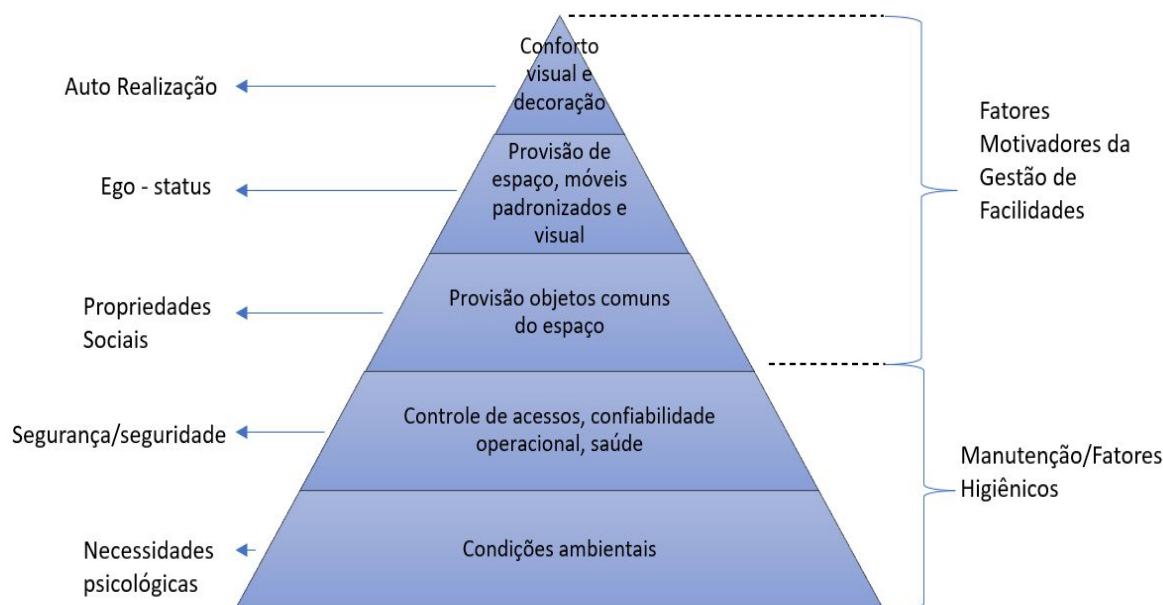 Conforto
visual e
decoração
Auto Realização
Provisão de
espaço, móveis
padronizados e
visual
Ego - status
Fatores
Motivadores da
Gestão de
Facilidades
Provisão objetos comuns
do espaço
Propriedades
Sociais
Controle de acessos, confiabilidade
operacional, saúde
Segurança/seguridade
Manutenção/Fatores
Higiênicos
Condições ambientais
Necessidades
psicológicas